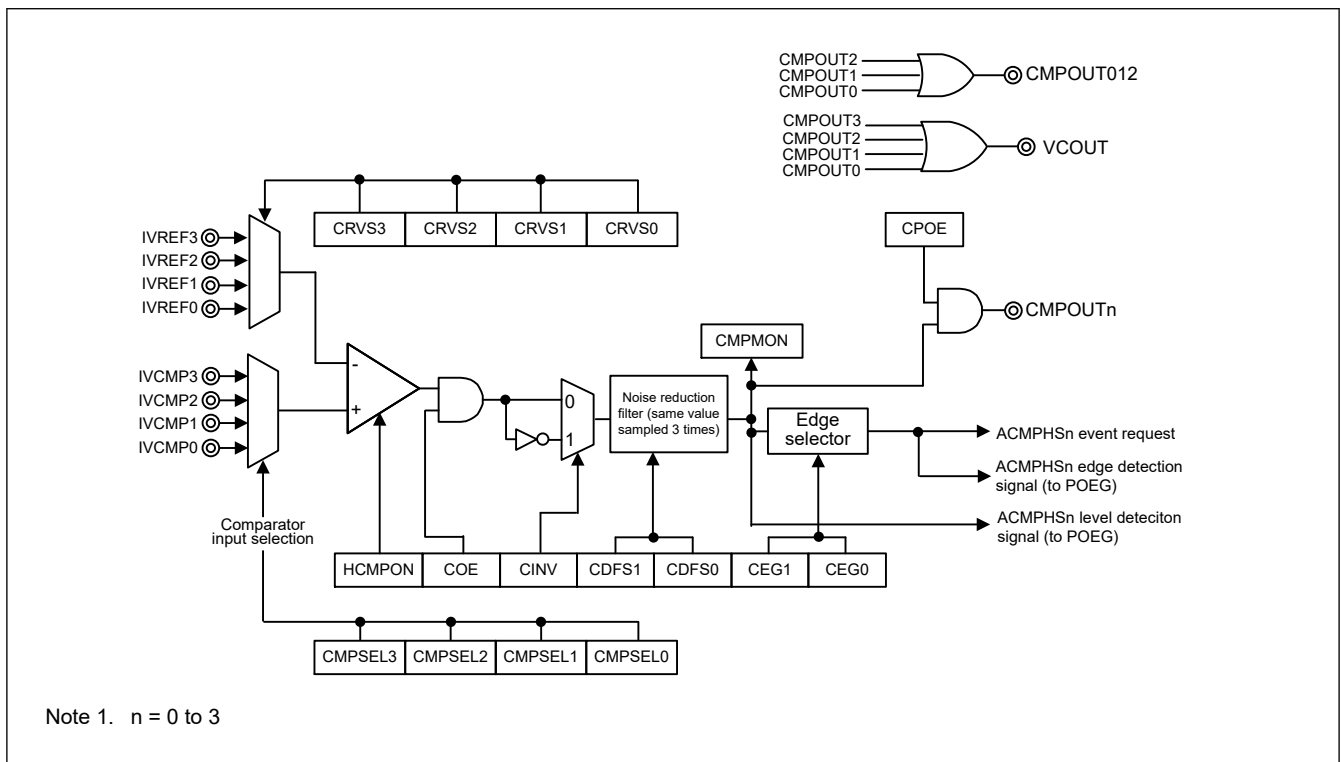 CMPOUT2
CMPOUT1
CMPOUT0
CMPOUT012
CMPOUT3
CMPOUT2
CMPOUT1
CMPOUT0
VCOUT
CRVS3 CRVS2 CRVS1 CRVS0
CPOE
IVREF3
IVREF2
IVREF1
IVREF0
CMPOUTn
CMPMON
IVCMP3
IVCMP2
IVCMP1
IVCMP0
-
+
0
1
Noise reduction
filter (same value
sampled 3 times)
Edge
selector
ACMPHSn event request
ACMPHSn edge detection
signal (to POEG)
ACMPHSn level deteciton
signal (to POEG)
Comparator
input selection
HCMPON COE CINV CDFS1 CDFS0 CEG1 CEG0
CMPSEL3 CMPSEL2 CMPSEL1 CMPSEL0
Note 1. n = 0 to 3